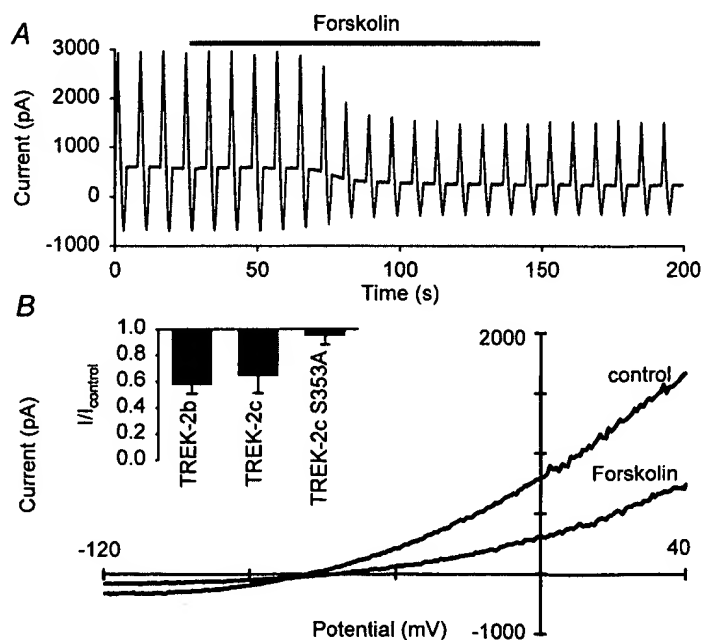 A
Forskolin
3000
2000
1000
0
-1000
Current (pA)
0
50
100
150
200
Time (s)
B
1.0
0.8
0.6
0.4
0.2
0.0
I/Icontrol
TREK-2b
TREK-2c
TREK-2c S353A
Current (pA)
2000
control
Forskolin
-120
40
Potential (mV)
-1000